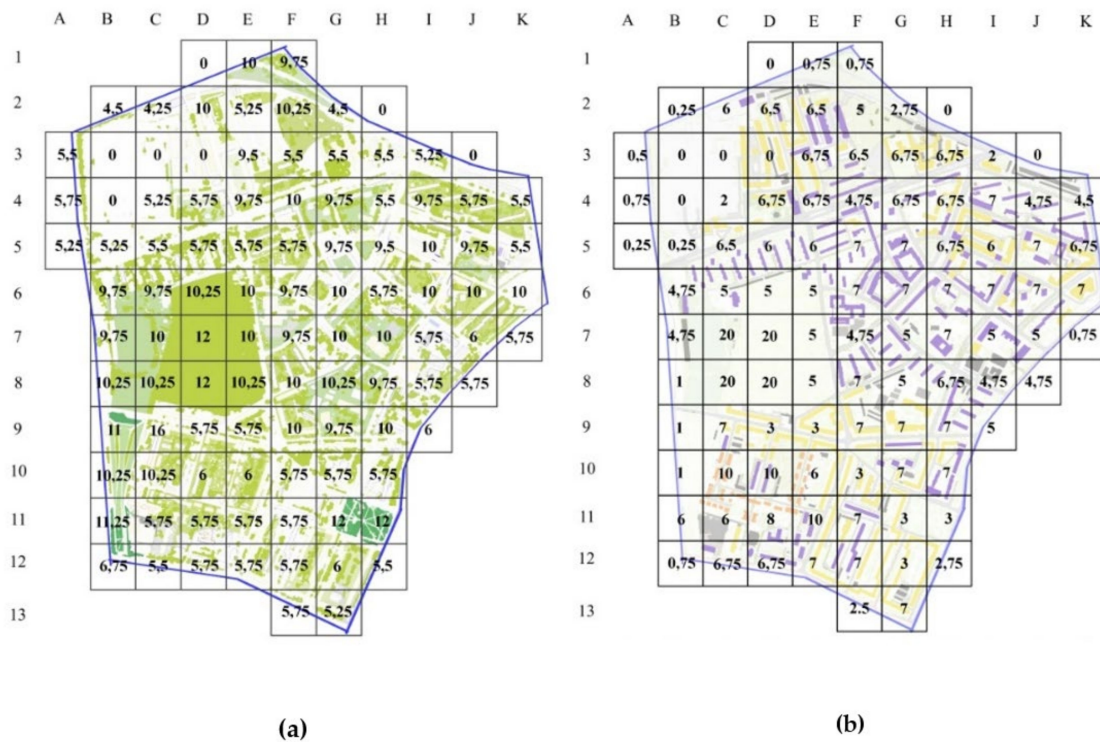 A B C D E F G H I J K
1 0 10 9,75
2 4,5 4,25 10 5,25 10,25 4,5 0
3 5,5 0 0 0 9,5 5,5 5,5 5,5 5,25 0
4 5,75 0 5,25 5,75 9,75 10 9,75 5,5 9,75 5,75 5,5
5 5,25 5,25 5,5 5,75 5,75 5,75 9,75 9,5 10 9,75 5,5
6 9,75 9,75 10,25 10 9,75 10 5,75 10 10 10
7 9,75 10 12 10 9,75 10 10 5,75 6 5,75
8 10,25 10,25 12 10,25 10 10,25 9,75 5,75 5,75
9 11 16 5,75 5,75 10 9,75 10 6
10 10,25 10,25 6 6 5,75 5,75 5,75
11 11,25 5,75 5,75 5,75 5,75 12 12
12 6,75 5,5 5,75 5,75 5,75 6 5,5
13 5,75 5,25
(a)
A B C D E F G H I J K
1 0 0,75 0,75
2 0,25 6 6,5 6,5 5 2,75 0
3 0,5 0 0 0 6,75 6,5 6,75 6,75 2 0
4 0,75 0 2 6,75 6,75 4,75 6,75 6,75 7 4,75 4,5
5 0,25 0,25 6,5 6 6 7 7 6,75 6 7 6,75
6 4,75 5 5 5 7 7 7 7 7 7
7 4,75 20 20 5 4,75 5 7 5 5 0,75
8 1 20 20 5 7 5 6,75 4,75 4,75
9 1 7 3 3 7 7 7 5
10 1 10 10 6 3 7 7
11 6 6 8 10 7 3 3
12 0,75 6,75 6,75 7 7 3 2,75
13 2.5 7
(b)